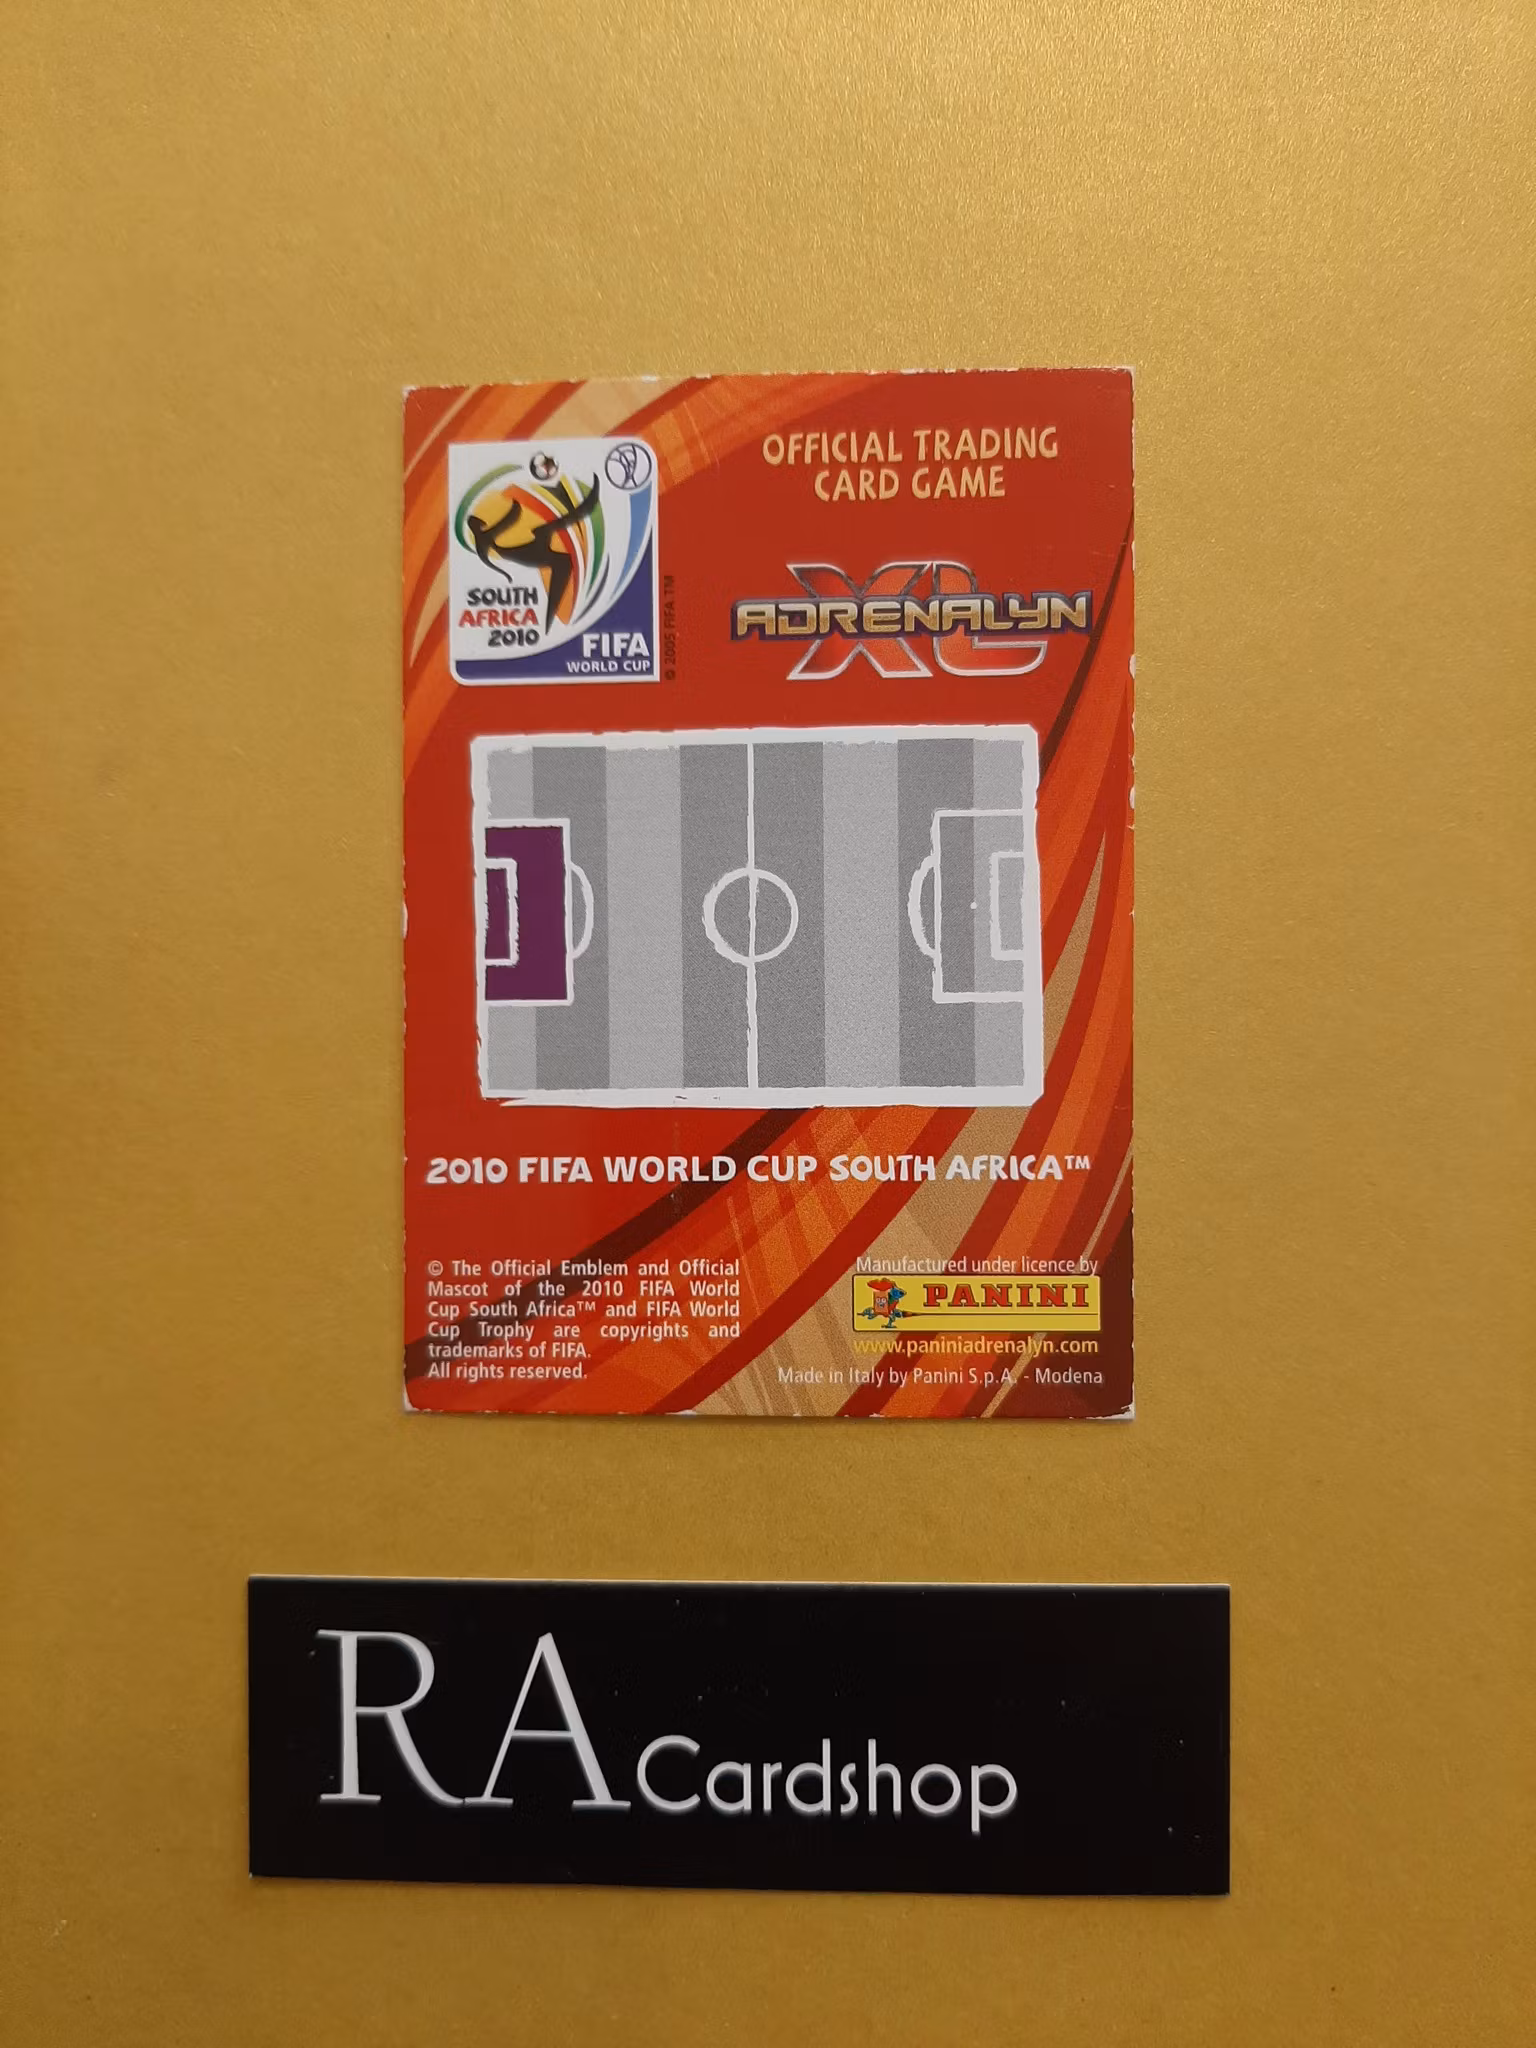 OFFICIAL TRADING
CARD GAME
SOUTH
AFRICA
2010
FIFA
WORLD CUP
© 2005 FIFA TM
XL
ADRENALYN
2010 FIFA WORLD CUP SOUTH AFRICA™
© The Official Emblem and Official
Mascot of the 2010 FIFA World
Cup South Africa™ and FIFA World
Cup Trophy are copyrights and
trademarks of FIFA.
All rights reserved.
Manufactured under licence by
PANINI
www.paniniadrenalyn.com
Made in Italy by Panini S.p.A. - Modena
RA Cardshop